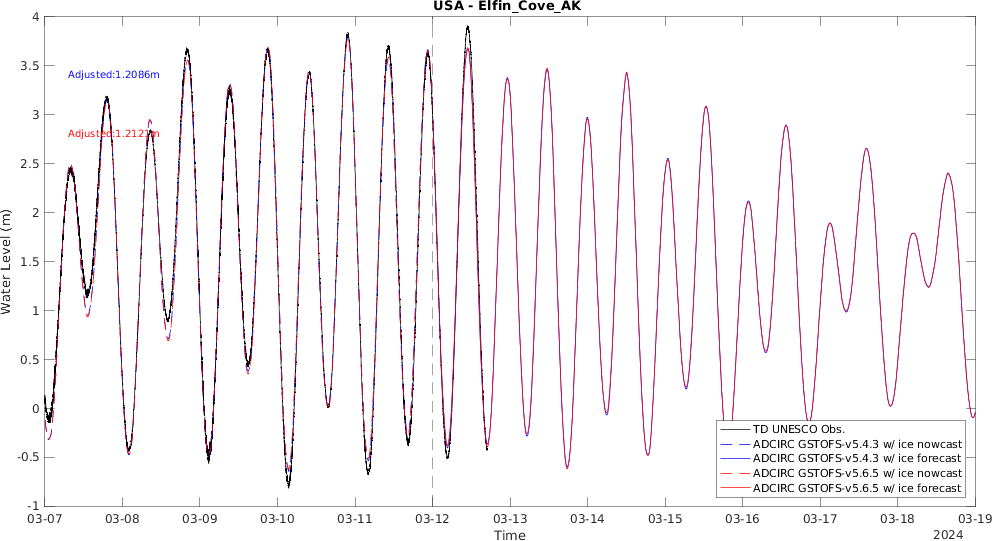 USA - Elfin_Cove_AK
4
3.5
3
2.5
2
1.5
1
0.5
0
-0.5
-1
Water Level (m)
Adjusted:1.2086m
Adjusted:1.2121m
TD UNESCO Obs.
ADCIRC GSTOFS-v5.4.3 w/ ice nowcast
ADCIRC GSTOFS-v5.4.3 w/ ice forecast
ADCIRC GSTOFS-v5.6.5 w/ ice nowcast
ADCIRC GSTOFS-v5.6.5 w/ ice forecast
03-07 03-08 03-09 03-10 03-11 03-12 03-13 03-14 03-15 03-16 03-17 03-18 03-19
Time
2024